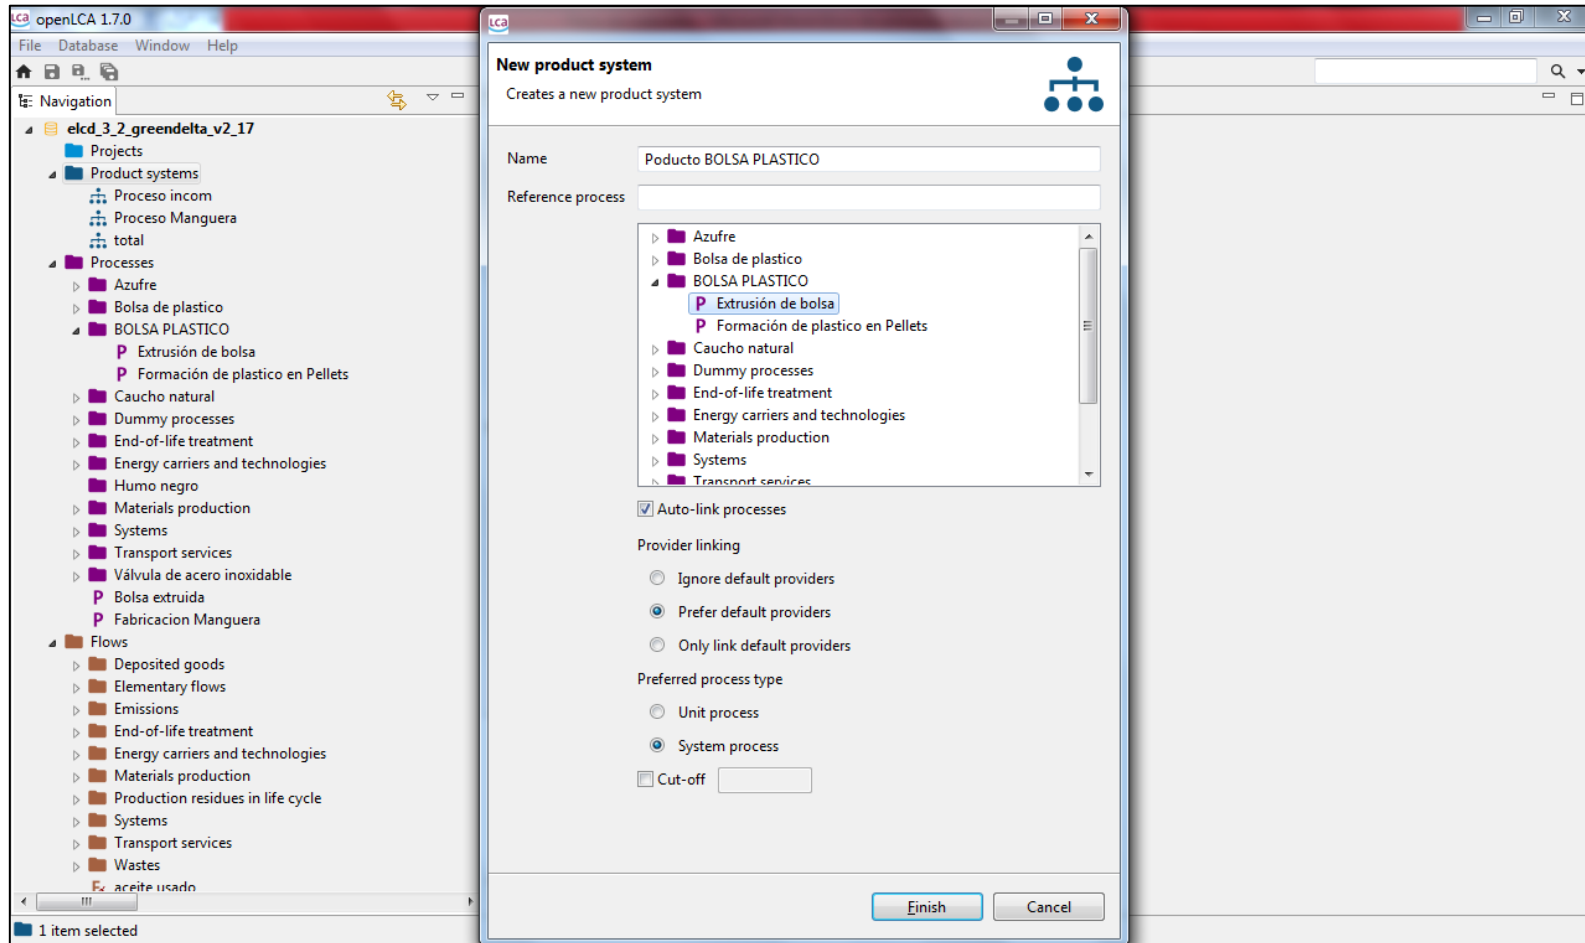 LCa openLCA 1.7.0
File Database Window Help
Navigation
elcd_3_2_greendelta_v2_17
Projects
Product systems
Proceso incom
Proceso Manguera
total
Processes
Azufre
Bolsa de plastico
BOLSA PLASTICO
P Extrusión de bolsa
P Formación de plastico en Pellets
Caucho natural
Dummy processes
End-of-life treatment
Energy carriers and technologies
Humo negro
Materials production
Systems
Transport services
Válvula de acero inoxidable
P Bolsa extruida
P Fabricacion Manguera
Flows
Deposited goods
Elementary flows
Emissions
End-of-life treatment
Energy carriers and technologies
Materials production
Production residues in life cycle
Systems
Transport services
Wastes
Fx aceite usado
1 item selected
LCa
New product system
Creates a new product system
Name Poducto BOLSA PLASTICO
Reference process
Azufre
Bolsa de plastico
BOLSA PLASTICO
P Extrusión de bolsa
P Formación de plastico en Pellets
Caucho natural
Dummy processes
End-of-life treatment
Energy carriers and technologies
Materials production
Systems
Transport services
Auto-link processes
Provider linking
Ignore default providers
Prefer default providers
Only link default providers
Preferred process type
Unit process
System process
Cut-off
Finish Cancel